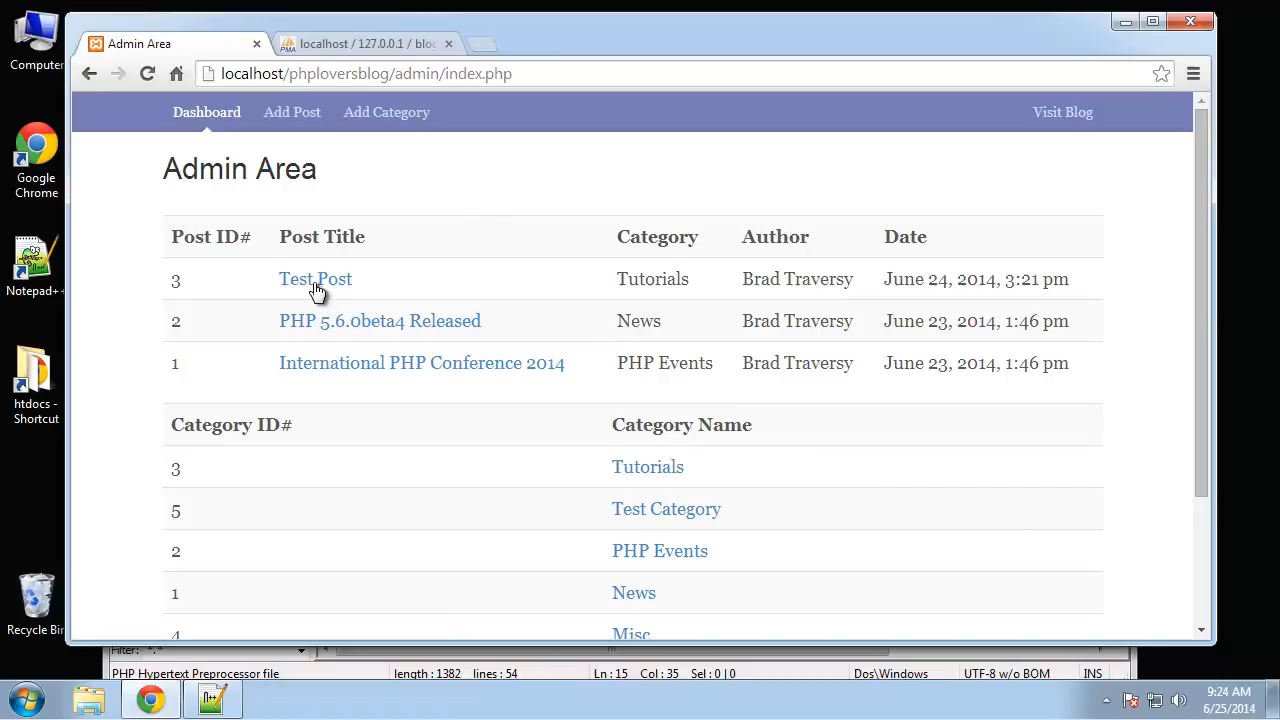 Computer
Google
Chrome
Notepad++
htdocs -
Shortcut
Recycle Bin
Admin Area
localhost / 127.0.0.1 / bloc
localhost/phploversblog/admin/index.php
Dashboard Add Post Add Category Visit Blog
Admin Area
Post ID# Post Title Category Author Date
3 Test Post Tutorials Brad Traversy June 24, 2014, 3:21 pm
2 PHP 5.6.0beta4 Released News Brad Traversy June 23, 2014, 1:46 pm
1 International PHP Conference 2014 PHP Events Brad Traversy June 23, 2014, 1:46 pm
Category ID# Category Name
3 Tutorials
5 Test Category
2 PHP Events
1 News
4 Misc
Filter: *.*
PHP Hypertext Preprocessor file length : 1382 lines : 54 Ln : 15 Col : 35 Sel : 0 | 0 Dos\Windows UTF-8 w/o BOM INS
9:24 AM
6/25/2014